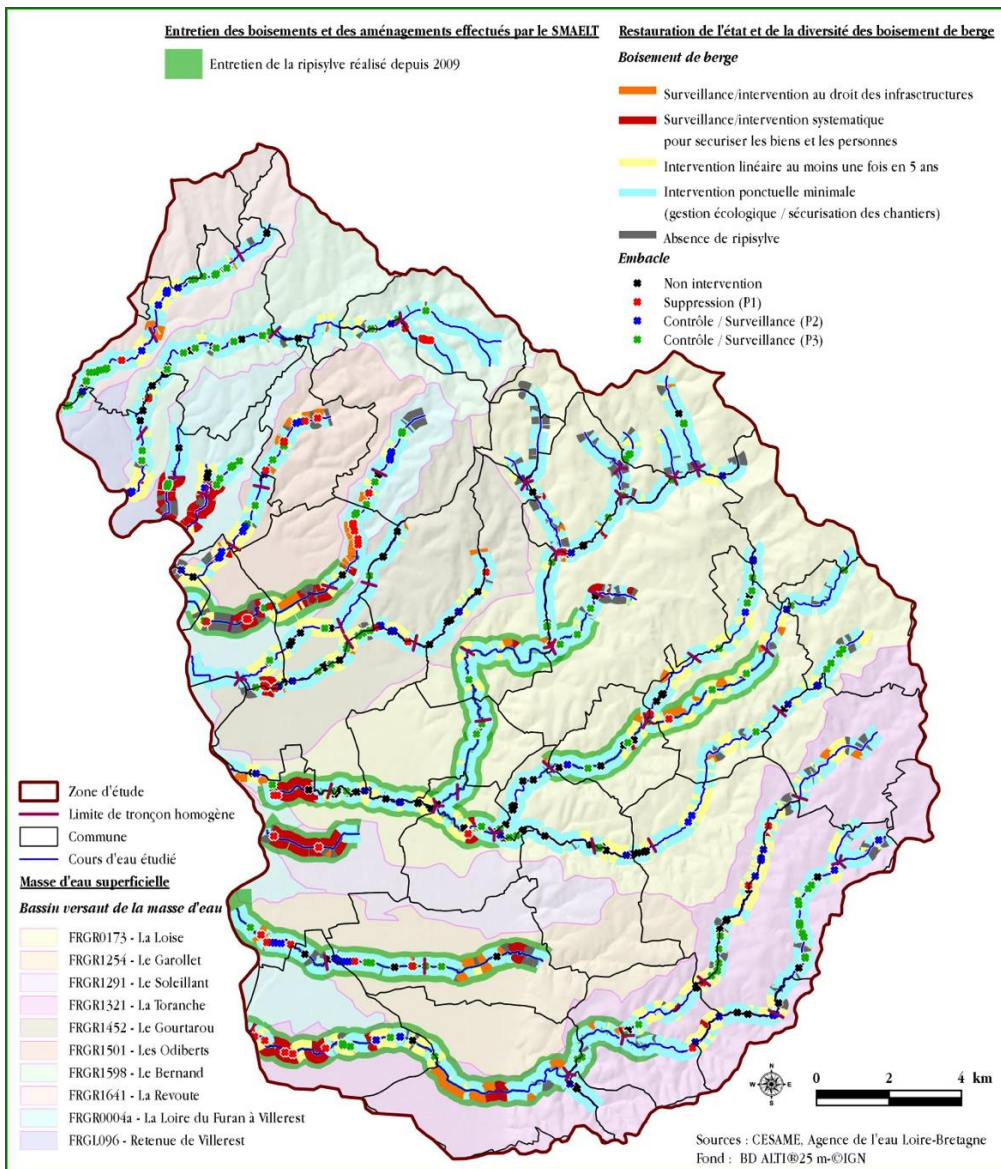 Entretien des boisements et des aménagements effectués par le SMAELT
Entretien de la ripisylve réalisé depuis 2009
Restauration de l'état et de la diversité des boisement de berge
Boisement de berge
Surveillance/intervention au droit des infrasctructures
Surveillance/intervention systematique
pour securiser les biens et les personnes
Intervention linéaire au moins une fois en 5 ans
Intervention ponctuelle minimale
(gestion écologique / sécurisation des chantiers)
Absence de ripisylve
Embacle
Non intervention
Suppression (P1)
Contrôle / Surveillance (P2)
Contrôle / Surveillance (P3)
Zone d'étude
Limite de tronçon homogène
Commune
Cours d'eau étudié
Masse d'eau superficielle
Bassin versant de la masse d'eau
FRGR0173 - La Loise
FRGR1254 - Le Garollet
FRGR1291 - Le Soleillant
FRGR1321 - La Toranche
FRGR1452 - Le Gourtarou
FRGR1501 - Les Odiberts
FRGR1598 - Le Bernand
FRGR1641 - La Revoute
FRGR0004a - La Loire du Furan à Villerest
FRGL096 - Retenue de Villerest
N
W E
S
0 2 4 km
Sources : CESAME, Agence de l'eau Loire-Bretagne
Fond : BD ALTI®25 m-©IGN